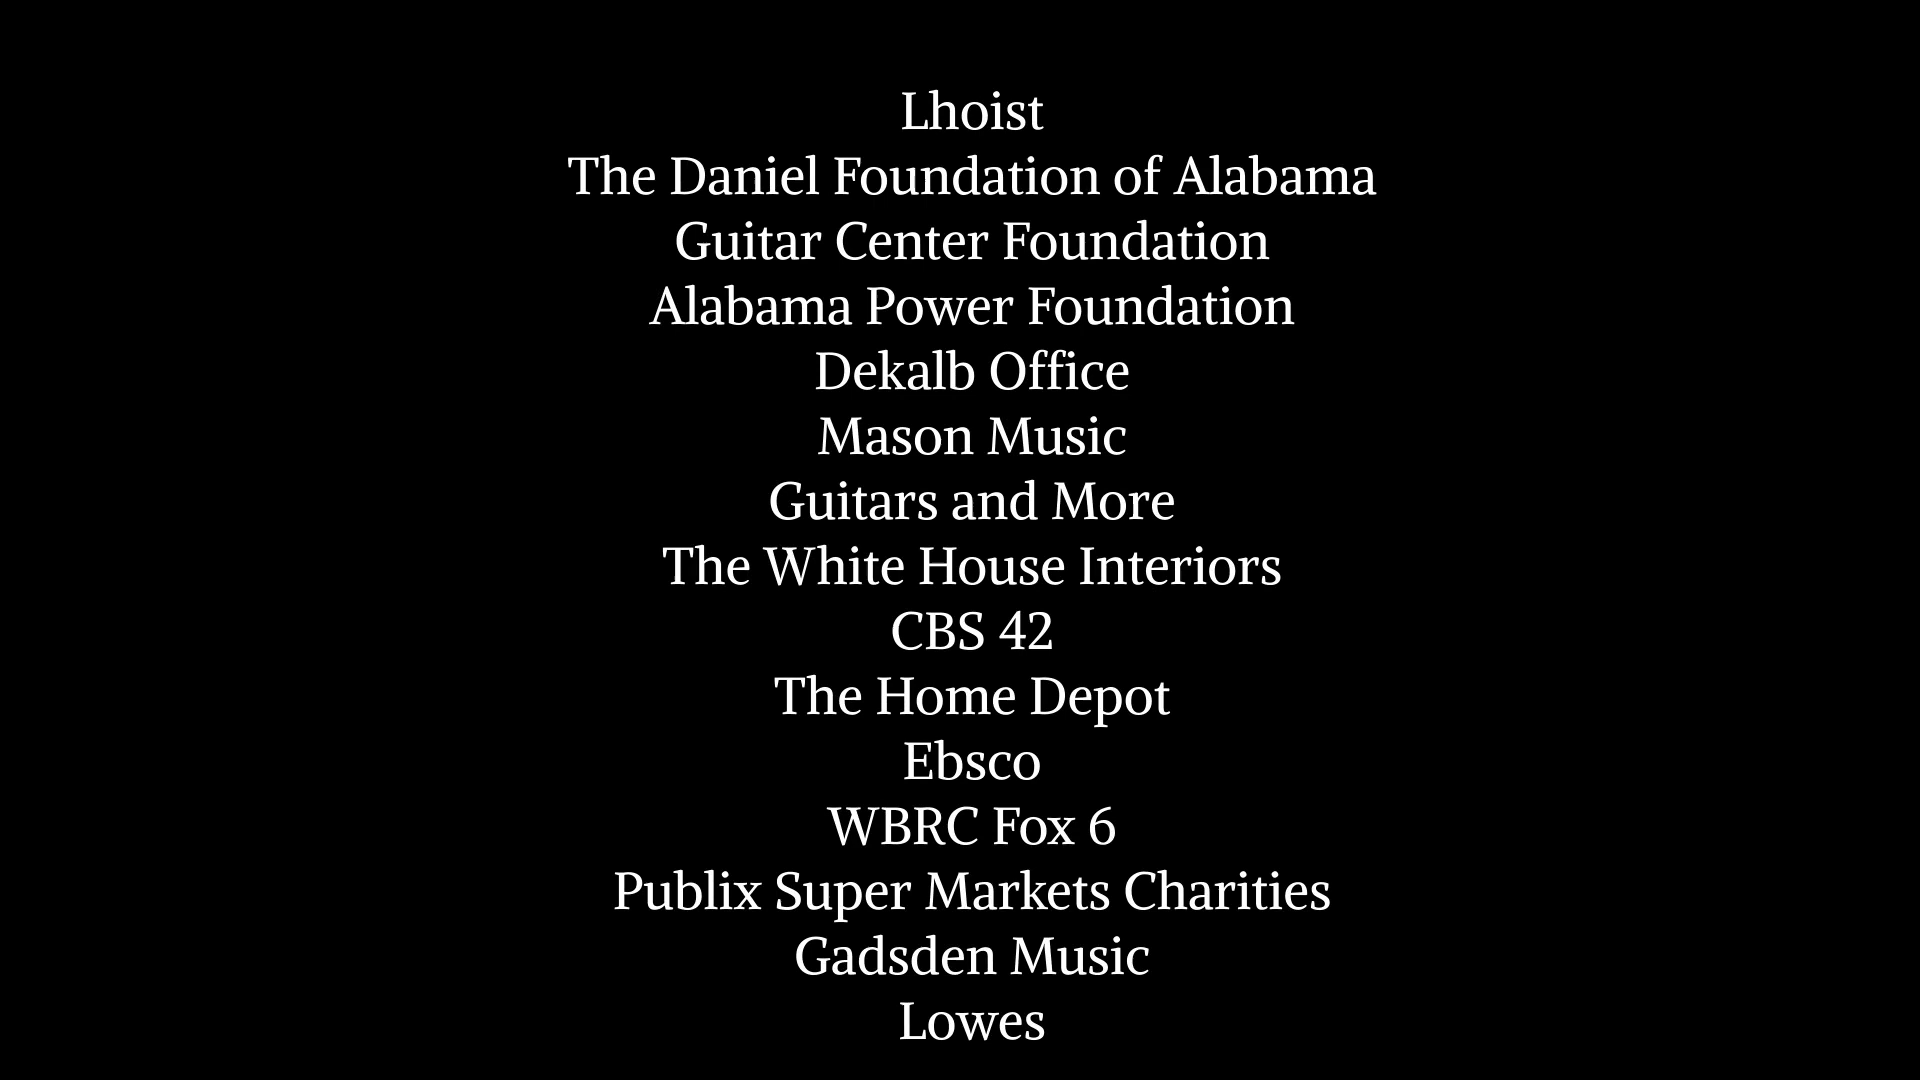 Lhoist
The Daniel Foundation of Alabama
Guitar Center Foundation
Alabama Power Foundation
Dekalb Office
Mason Music
Guitars and More
The White House Interiors
CBS 42
The Home Depot
Ebsco
WBRC Fox 6
Publix Super Markets Charities
Gadsden Music
Lowes